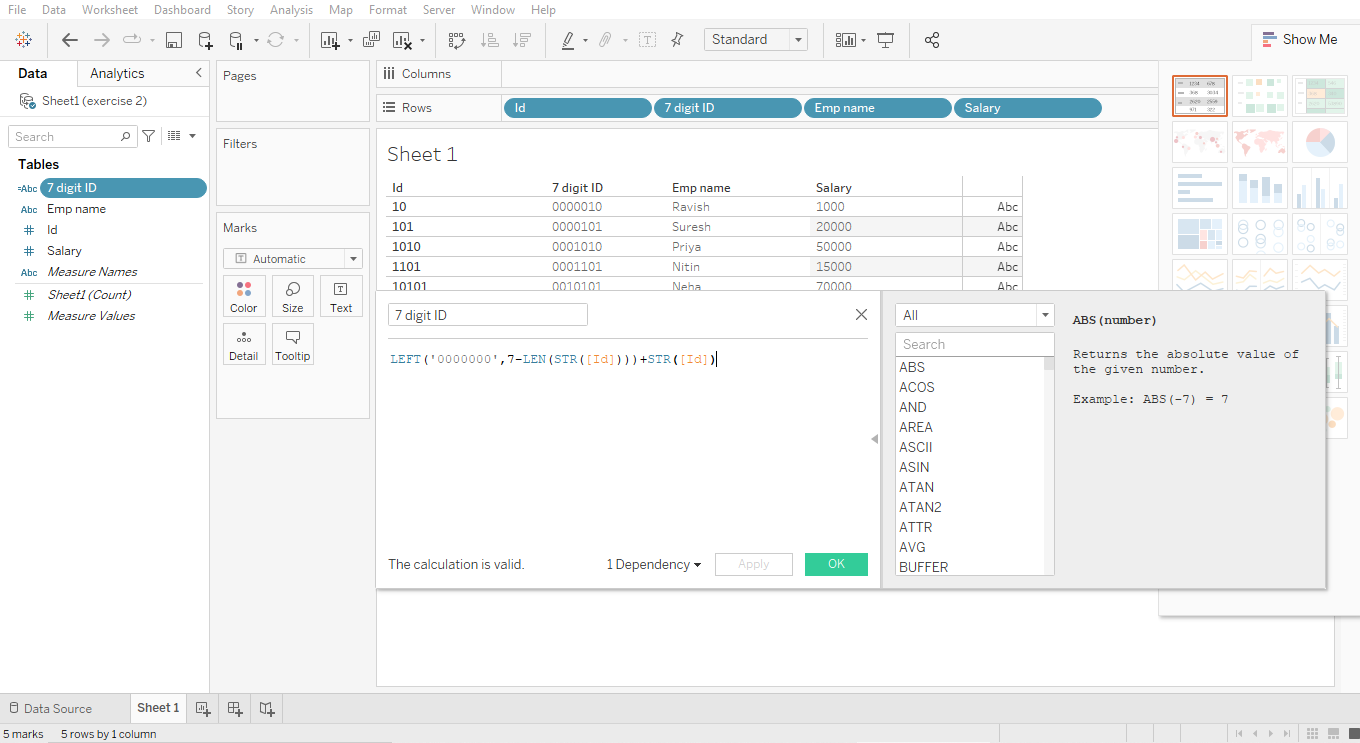 File Data Worksheet Dashboard Story Analysis Map Format Server Window Help
Standard
Show Me
Data Analytics
Sheet1 (exercise 2)
Search
Tables
=Abc 7 digit ID
Abc Emp name
# Id
# Salary
Abc Measure Names
# Sheet1 (Count)
# Measure Values
Pages
Filters
Marks
Automatic
Color Size Text
Detail Tooltip
Columns
Rows Id 7 digit ID Emp name Salary
Sheet 1
Id 7 digit ID Emp name Salary
10 0000010 Ravish 1000 Abc
101 0000101 Suresh 20000 Abc
1010 0001010 Priya 50000 Abc
1101 0001101 Nitin 15000 Abc
10101 0010101 Neha 70000 Abc
7 digit ID
LEFT('0000000',7-LEN(STR([Id])))+STR([Id])
The calculation is valid. 1 Dependency Apply OK
All
Search
ABS
ACOS
AND
AREA
ASCII
ASIN
ATAN
ATAN2
ATTR
AVG
BUFFER
ABS(number)
Returns the absolute value of
the given number.
Example: ABS(-7) = 7
Data Source Sheet 1
5 marks 5 rows by 1 column